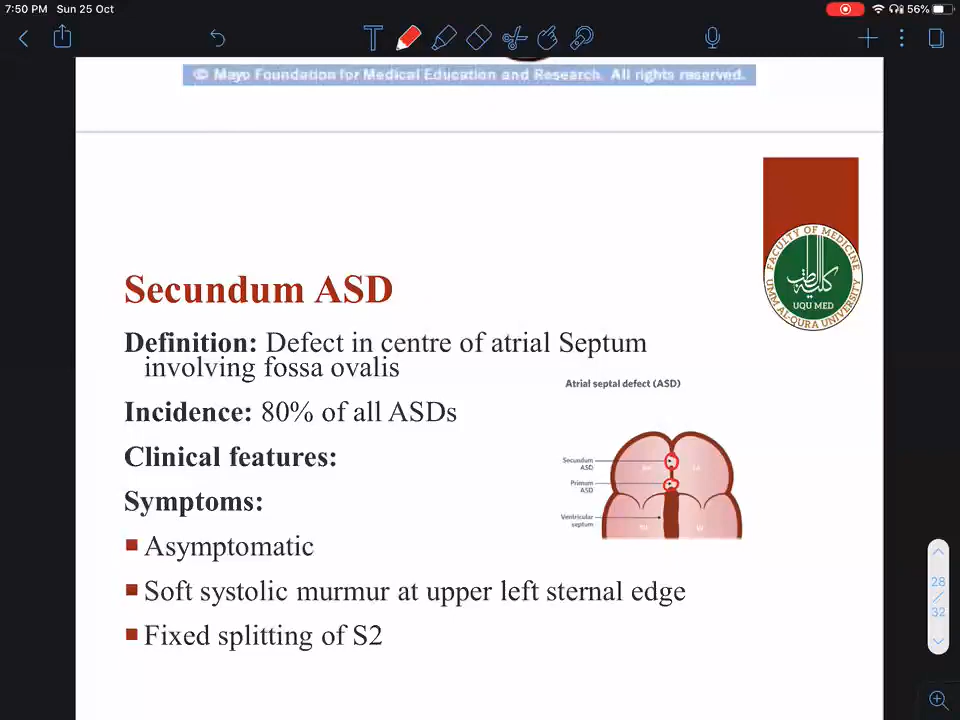 7:50 PM Sun 25 Oct
56%
© Mayo Foundation for Medical Education and Research. All rights reserved.
FACULTY OF MEDICINE
UQU MED
UMM AL-QURA UNIVERSITY
Secundum ASD
Definition: Defect in centre of atrial Septum
involving fossa ovalis
Atrial septal defect (ASD)
Incidence: 80% of all ASDs
Clinical features:
Secundum
ASD
Primum
ASD
Ventricular
septum
LA
LV
Symptoms:
Asymptomatic
Soft systolic murmur at upper left sternal edge
Fixed splitting of S2
28
/
32